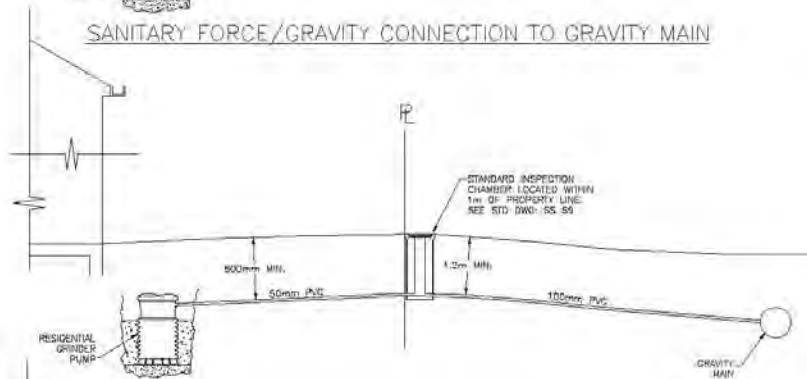 SANITARY FORCE/GRAVITY CONNECTION TO GRAVITY MAIN
PL
STANDARD INSPECTION
CHAMBER LOCATED WITHIN
1m OF PROPERTY LINE.
SEE STD DWG: SS S9
600mm MIN.
1.2m MIN.
50mm PVC
100mm PVC
RESIDENTIAL
GRINDER
PUMP
GRAVITY
MAIN